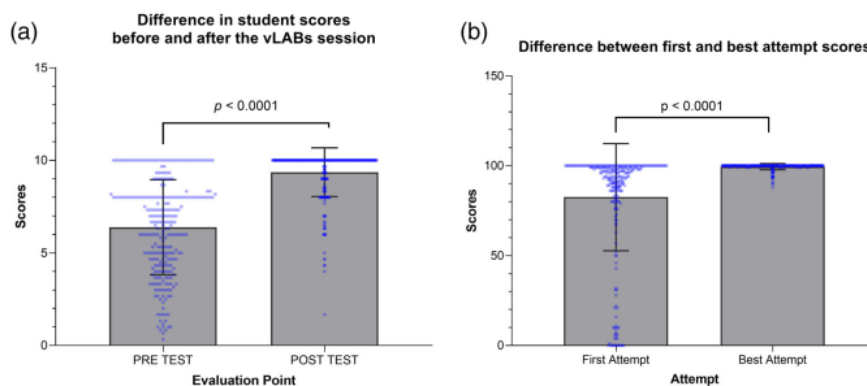 (a)
Difference in student scores
before and after the vLABs session
p < 0.0001
15
10
5
0
Scores
PRE TEST
POST TEST
Evaluation Point
(b)
Difference between first and best attempt scores
p < 0.0001
150
100
50
0
Scores
First Attempt
Best Attempt
Attempt